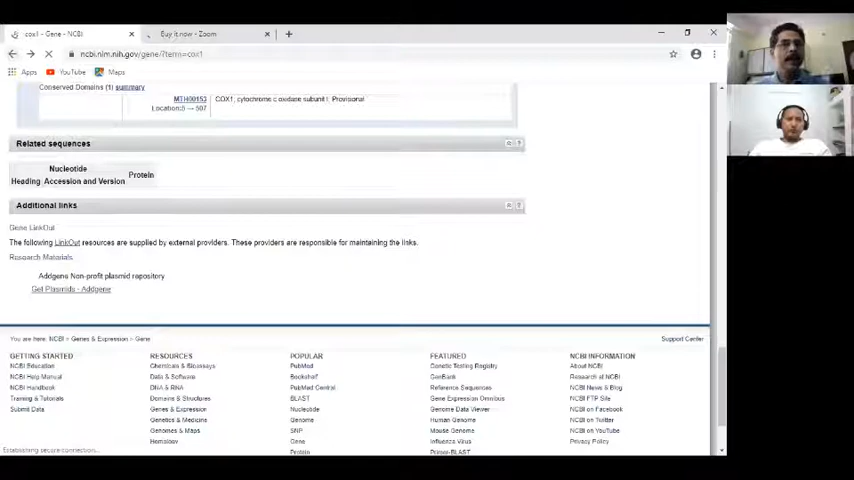 cox1 - Gene - NCBI
Buy it now - Zoom
ncbi.nlm.nih.gov/gene/?term=cox1
Apps YouTube Maps
Conserved Domains (1) summary
MTH00153 COX1; cytochrome c oxidase subunit I; Provisional
Location:5 → 507
Related sequences
Nucleotide
Protein
Heading Accession and Version
Additional links
Gene LinkOut
The following LinkOut resources are supplied by external providers. These providers are responsible for maintaining the links.
Research Materials
Addgene Non-profit plasmid repository
Get Plasmids - Addgene
You are here: NCBI > Genes & Expression > Gene
Support Center
GETTING STARTED
NCBI Education
NCBI Help Manual
NCBI Handbook
Training & Tutorials
Submit Data
RESOURCES
Chemicals & Bioassays
Data & Software
DNA & RNA
Domains & Structures
Genes & Expression
Genetics & Medicine
Genomes & Maps
Homology
POPULAR
PubMed
Bookshelf
PubMed Central
BLAST
Nucleotide
Genome
SNP
Gene
Protein
FEATURED
Genetic Testing Registry
GenBank
Reference Sequences
Gene Expression Omnibus
Genome Data Viewer
Human Genome
Mouse Genome
Influenza Virus
Primer-BLAST
NCBI INFORMATION
About NCBI
Research at NCBI
NCBI News & Blog
NCBI FTP Site
NCBI on Facebook
NCBI on Twitter
NCBI on YouTube
Privacy Policy
Establishing secure connection...